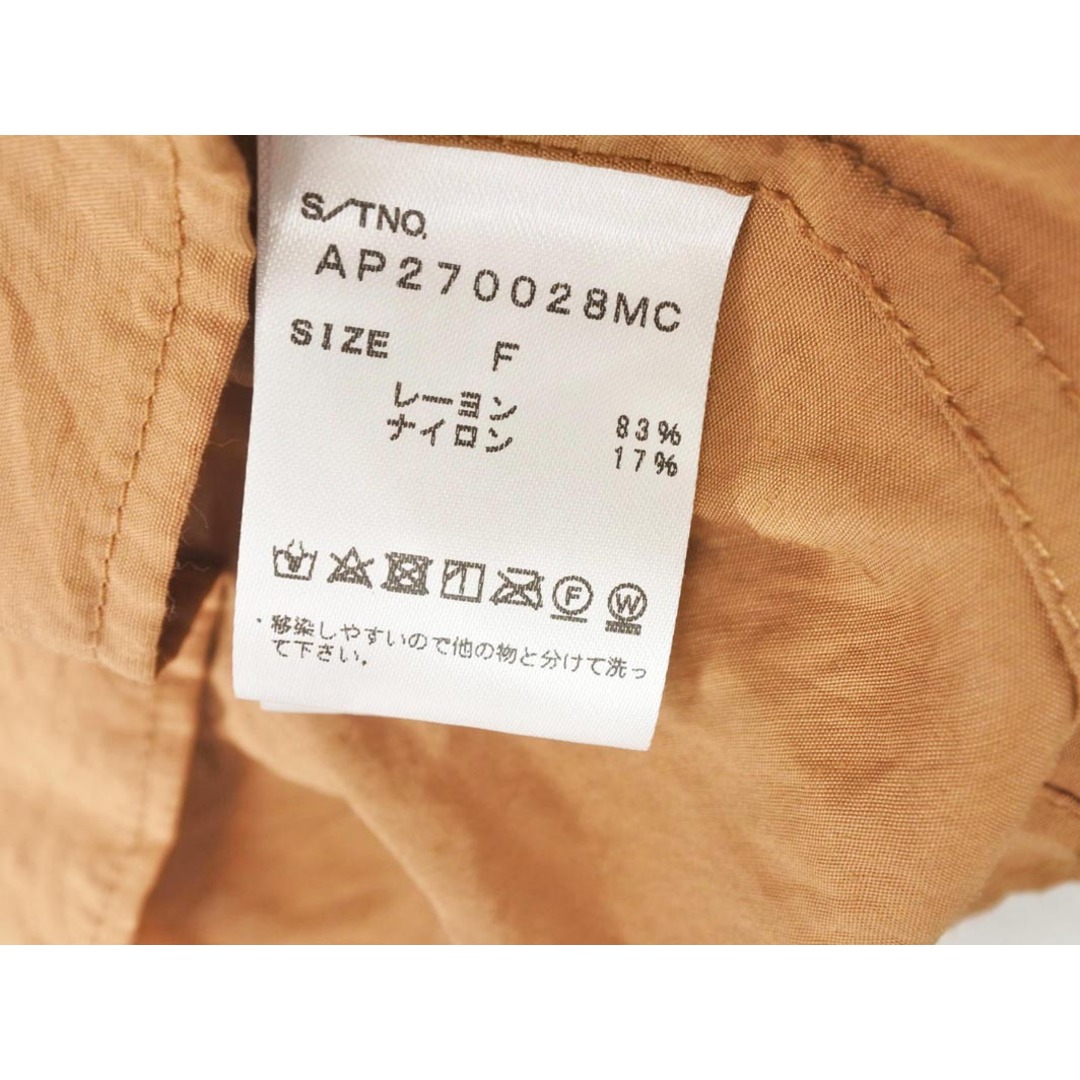 S/TNO.
AP270028MC
SIZE F
レーヨン 83%
ナイロン 17%
F W
・移染しやすいので他の物と分けて洗っ
て下さい。